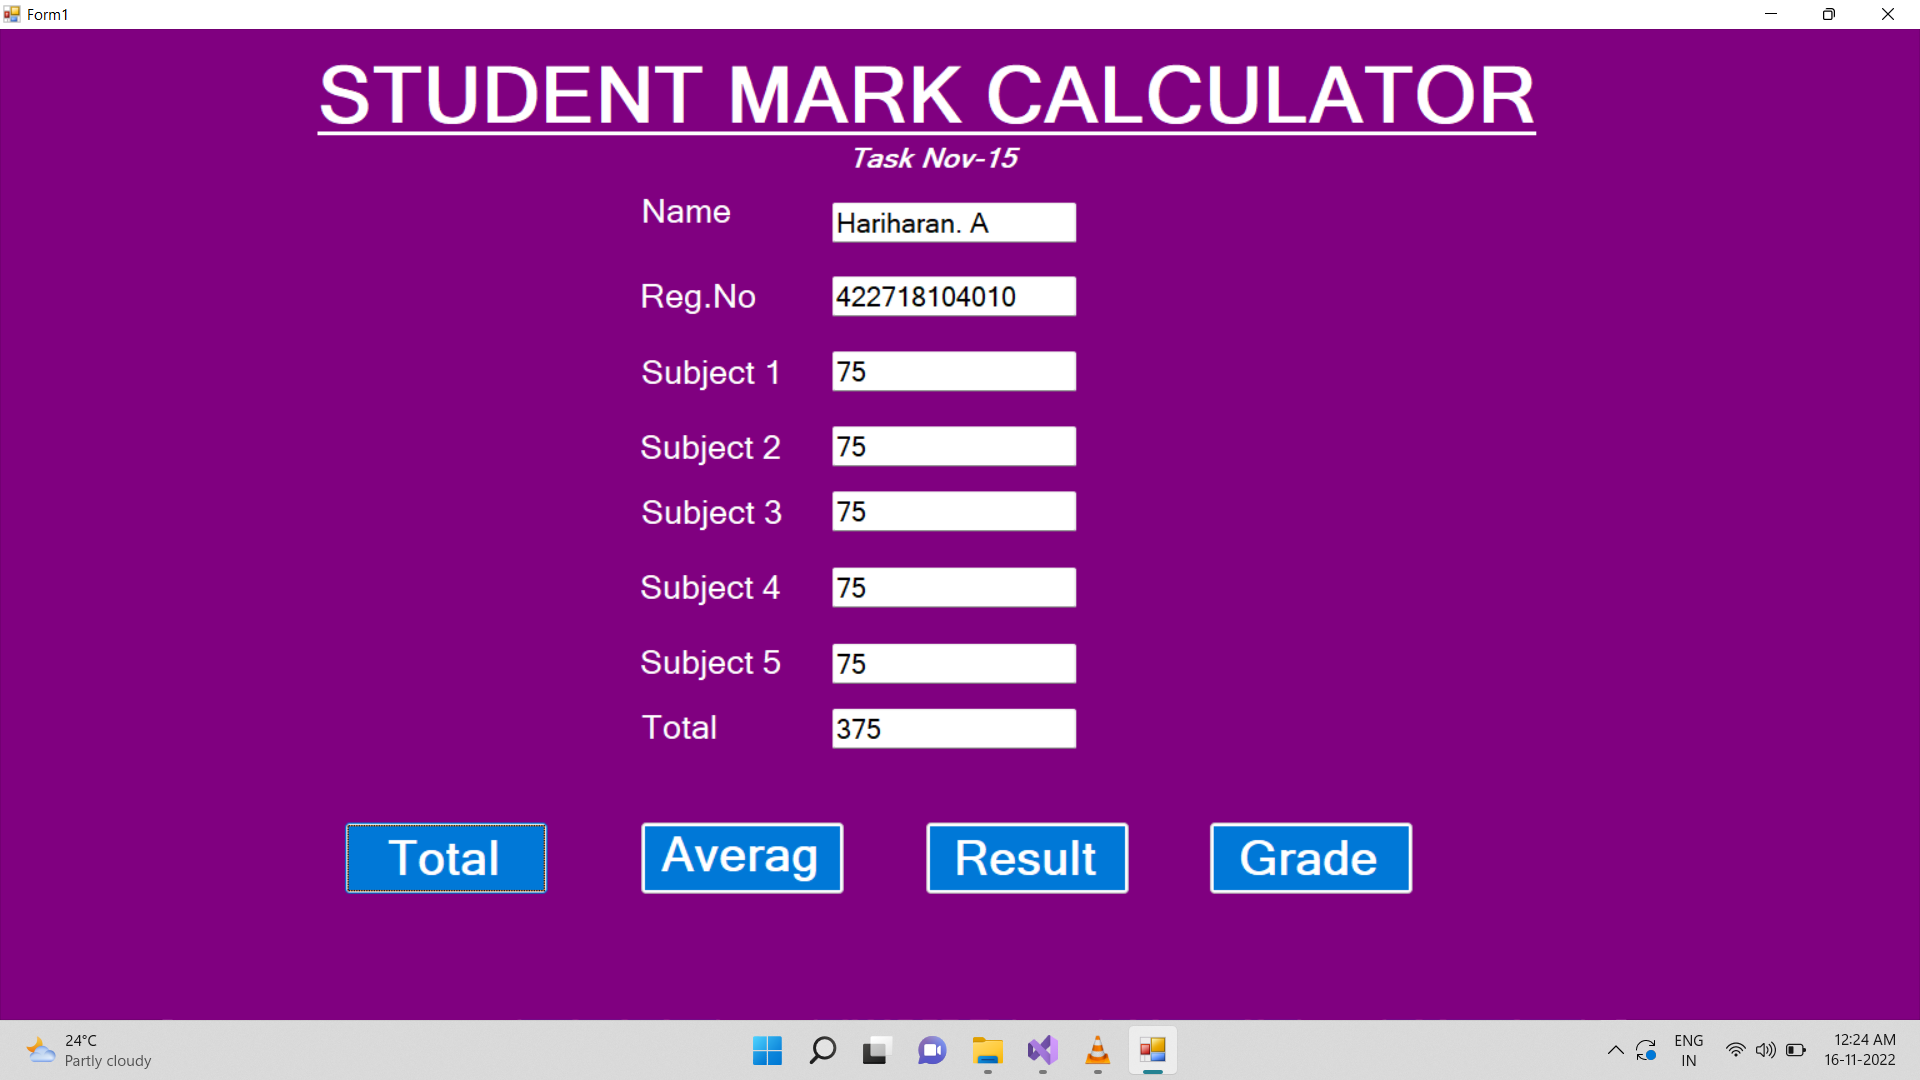 Form1
STUDENT MARK CALCULATOR
Task Nov-15
Name Hariharan. A
Reg.No 422718104010
Subject 1 75
Subject 2 75
Subject 3 75
Subject 4 75
Subject 5 75
Total 375
Total Averag Result Grade
24°C
Partly cloudy
ENG
IN
12:24 AM
16-11-2022